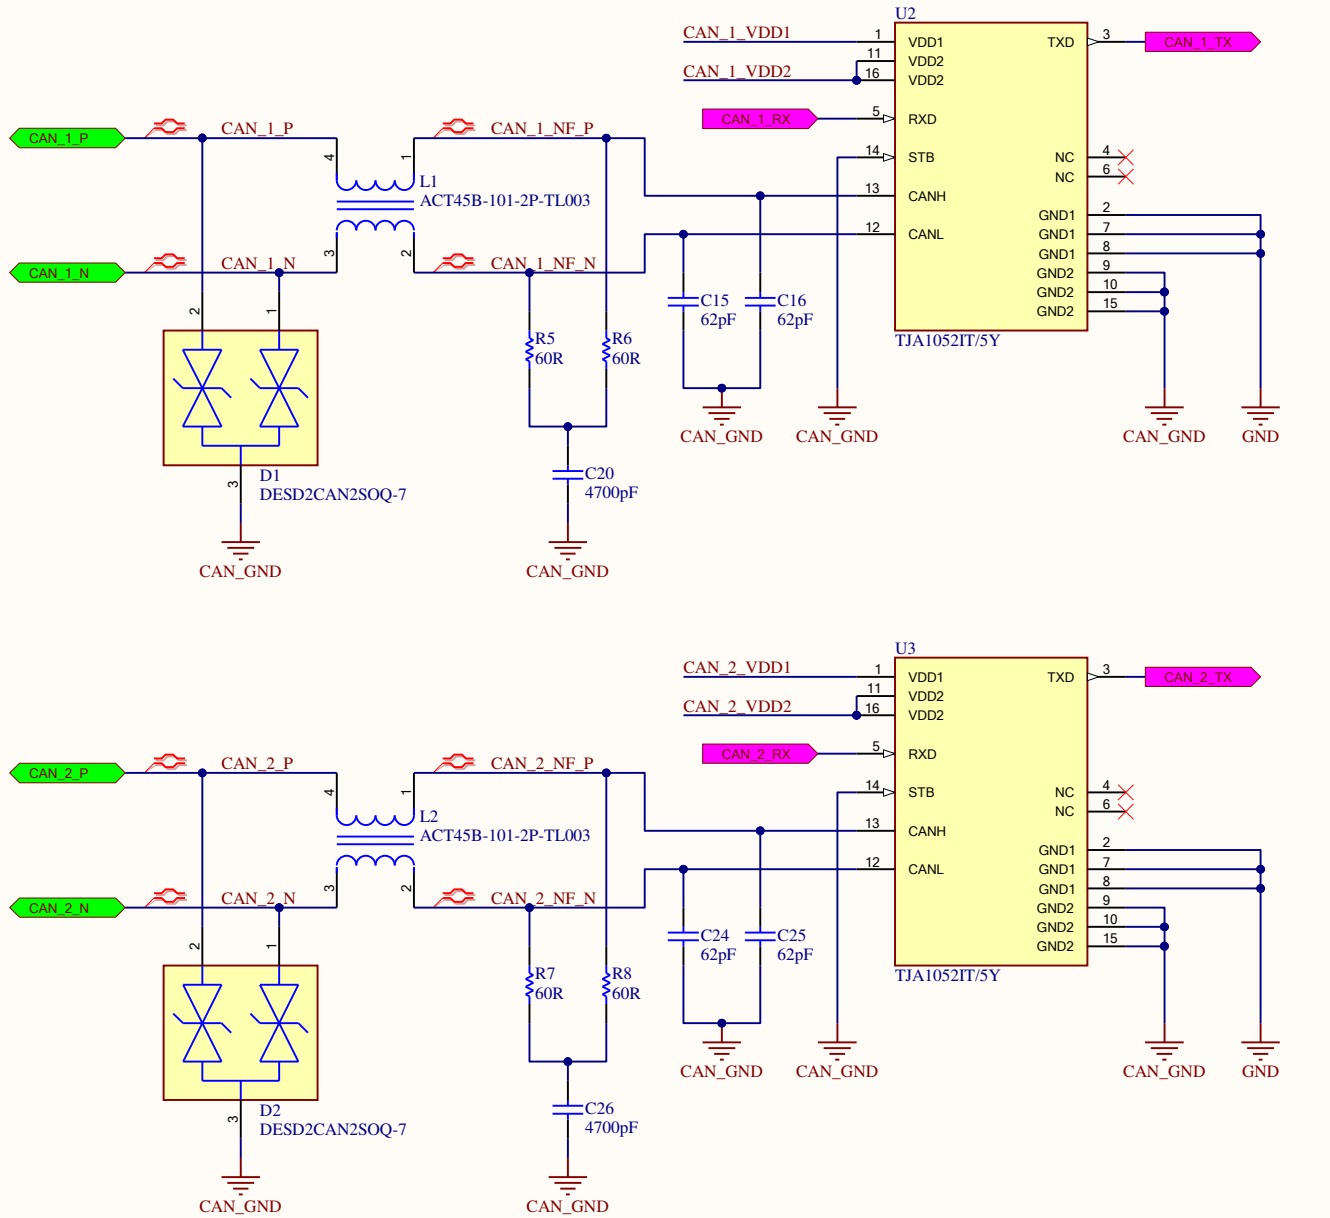 U2
CAN_1_VDD1
1
VDD1
TXD
3
CAN_1_TX
11
VDD2
CAN_1_VDD2
16
VDD2
CAN_1_RX
5
RXD
14
STB
NC
4
NC
6
13
CANH
12
CANL
GND1
2
GND1
7
GND1
8
GND2
9
GND2
10
GND2
15
TJA1052IT/5Y
CAN_1_P
CAN_1_P
CAN_1_NF_P
4
1
L1
ACT45B-101-2P-TL003
3
2
CAN_1_N
CAN_1_N
CAN_1_NF_N
2
1
C15
62pF
C16
62pF
R5
60R
R6
60R
CAN_GND
CAN_GND
CAN_GND
GND
3
D1
DESD2CAN2SOQ-7
C20
4700pF
CAN_GND
CAN_GND
U3
CAN_2_VDD1
1
VDD1
TXD
3
CAN_2_TX
11
VDD2
CAN_2_VDD2
16
VDD2
CAN_2_RX
5
RXD
14
STB
NC
4
NC
6
13
CANH
12
CANL
GND1
2
GND1
7
GND1
8
GND2
9
GND2
10
GND2
15
TJA1052IT/5Y
CAN_2_P
CAN_2_P
CAN_2_NF_P
4
1
L2
ACT45B-101-2P-TL003
3
2
CAN_2_N
CAN_2_N
CAN_2_NF_N
2
1
C24
62pF
C25
62pF
R7
60R
R8
60R
CAN_GND
CAN_GND
CAN_GND
GND
3
D2
DESD2CAN2SOQ-7
C26
4700pF
CAN_GND
CAN_GND